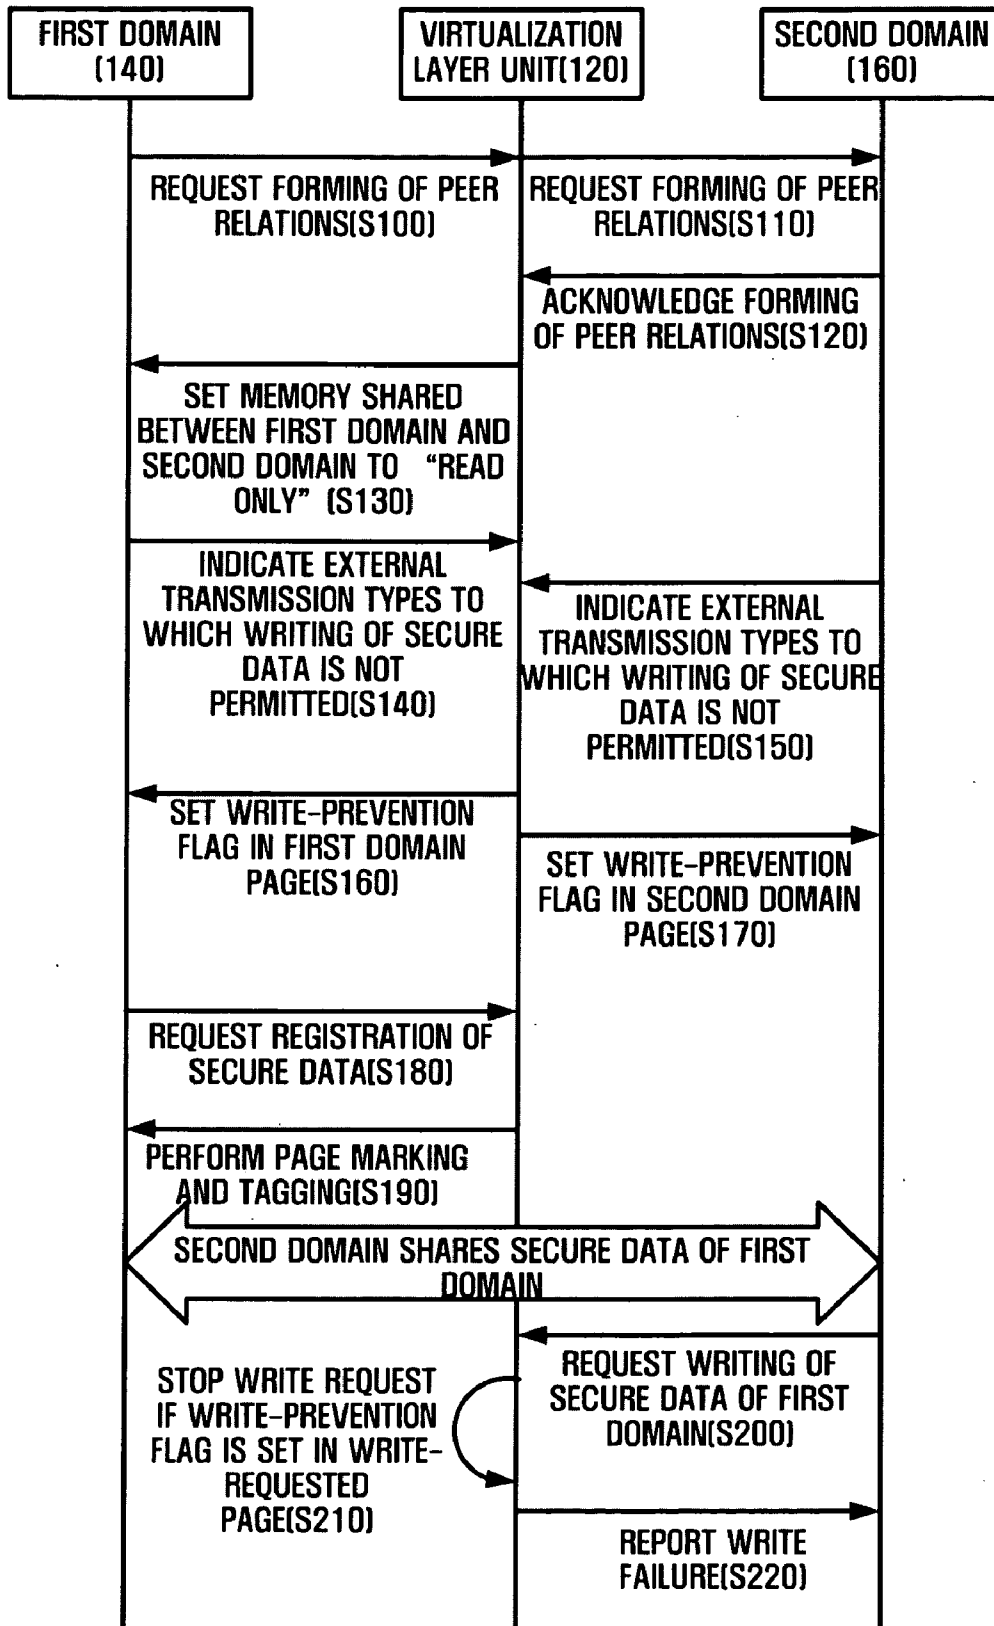 FIRST DOMAIN
(140)
VIRTUALIZATION
LAYER UNIT(120)
SECOND DOMAIN
(160)
REQUEST FORMING OF PEER
RELATIONS(S100)
REQUEST FORMING OF PEER
RELATIONS(S110)
ACKNOWLEDGE FORMING
OF PEER RELATIONS(S120)
SET MEMORY SHARED
BETWEEN FIRST DOMAIN AND
SECOND DOMAIN TO “READ
ONLY” (S130)
INDICATE EXTERNAL
TRANSMISSION TYPES TO
WHICH WRITING OF SECURE
DATA IS NOT
PERMITTED(S140)
INDICATE EXTERNAL
TRANSMISSION TYPES TO
WHICH WRITING OF SECURE
DATA IS NOT
PERMITTED(S150)
SET WRITE-PREVENTION
FLAG IN FIRST DOMAIN
PAGE(S160)
SET WRITE-PREVENTION
FLAG IN SECOND DOMAIN
PAGE(S170)
REQUEST REGISTRATION OF
SECURE DATA(S180)
PERFORM PAGE MARKING
AND TAGGING(S190)
SECOND DOMAIN SHARES SECURE DATA OF FIRST
DOMAIN
REQUEST WRITING OF
SECURE DATA OF FIRST
DOMAIN(S200)
STOP WRITE REQUEST
IF WRITE-PREVENTION
FLAG IS SET IN WRITE-
REQUESTED
PAGE(S210)
REPORT WRITE
FAILURE(S220)